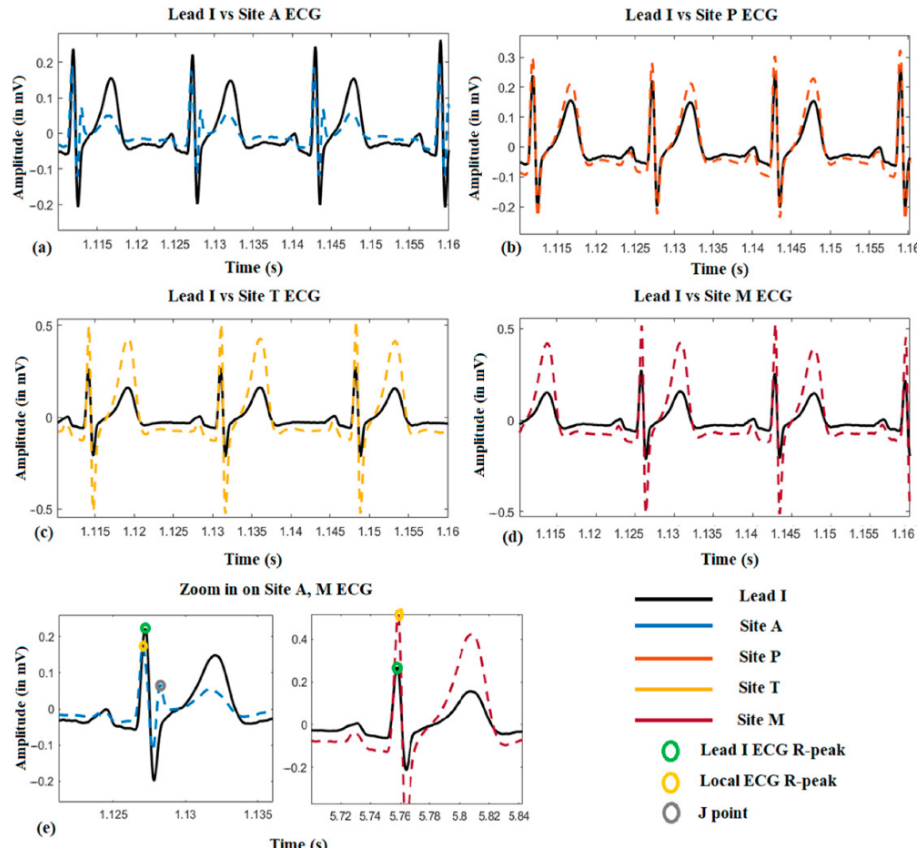 Lead I vs Site A ECG
Amplitude (in mV)
0.2
0.1
0
−0.1
−0.2
1.115 1.12 1.125 1.13 1.135 1.14 1.145 1.15 1.155 1.16
(a)
Time (s)
Lead I vs Site P ECG
Amplitude (in mV)
0.3
0.2
0.1
0
-0.1
-0.2
1.115 1.12 1.125 1.13 1.135 1.14 1.145 1.15 1.155 1.16
(b)
Time (s)
Lead I vs Site T ECG
Amplitude (in mV)
0.5
0
−0.5
1.115 1.12 1.125 1.13 1.135 1.14 1.145 1.15 1.155 1.16
(c)
Time (s)
Lead I vs Site M ECG
Amplitude (in mV)
0.5
0
−0.5
1.115 1.12 1.125 1.13 1.135 1.14 1.145 1.15 1.155 1.16
(d)
Time (s)
Zoom in on Site A, M ECG
Amplitude (in mV)
0.2
0.1
0
−0.1
−0.2
1.125 1.13 1.135
0.4
0.2
0
−0.2
5.72 5.74 5.76 5.78 5.8 5.82 5.84
(e)
Time (s)
Lead I
Site A
Site P
Site T
Site M
Lead I ECG R-peak
Local ECG R-peak
J point